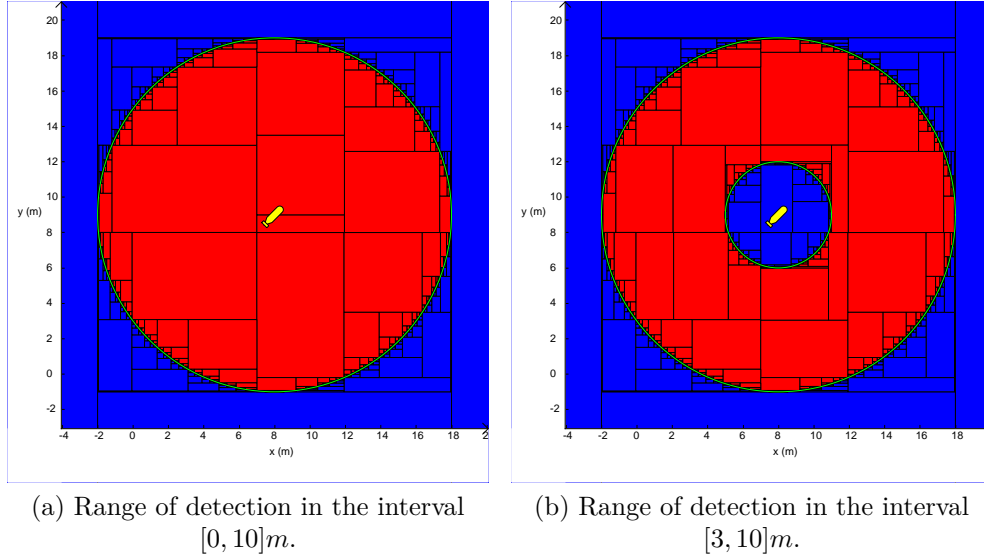 20
18
16
14
12
10
y (m)
8
6
4
2
0
-2
-4 -2 0 2 4 6 8 10 12 14 16 18 2
x (m)
20
18
16
14
12
10
y (m)
8
6
4
2
0
-2
-4 -2 0 2 4 6 8 10 12 14 16 18
x (m)
(a) Range of detection in the interval
[0, 10]m.
(b) Range of detection in the interval
[3, 10]m.